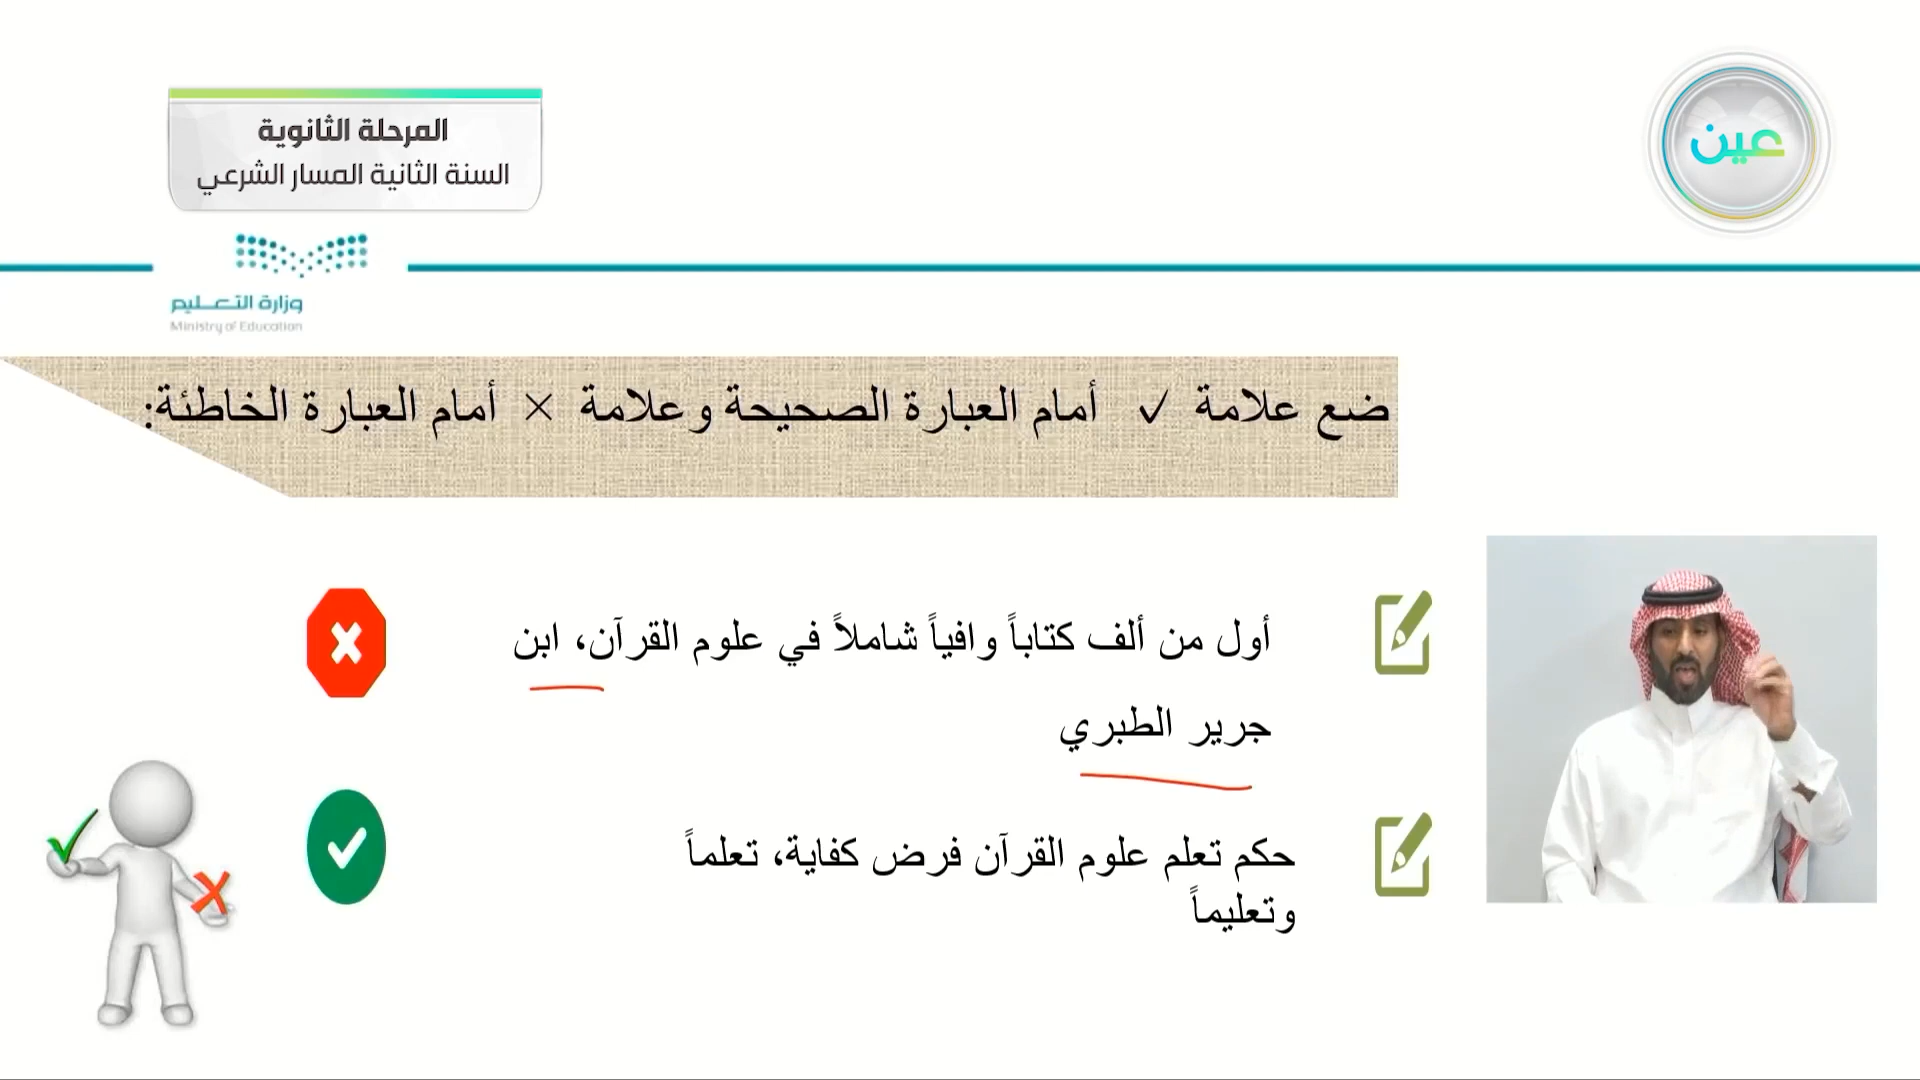 المرحلة الثانوية
السنة الثانية المسار الشرعي
عين
وزارة التعليم
Ministry of Education
ضع علامة ✓ أمام العبارة الصحيحة وعلامة × أمام العبارة الخاطئة:
أول من ألف كتاباً وافياً شاملاً في علوم القرآن، ابن
جرير الطبري
حكم تعلم علوم القرآن فرض كفاية، تعلماً
وتعليماً